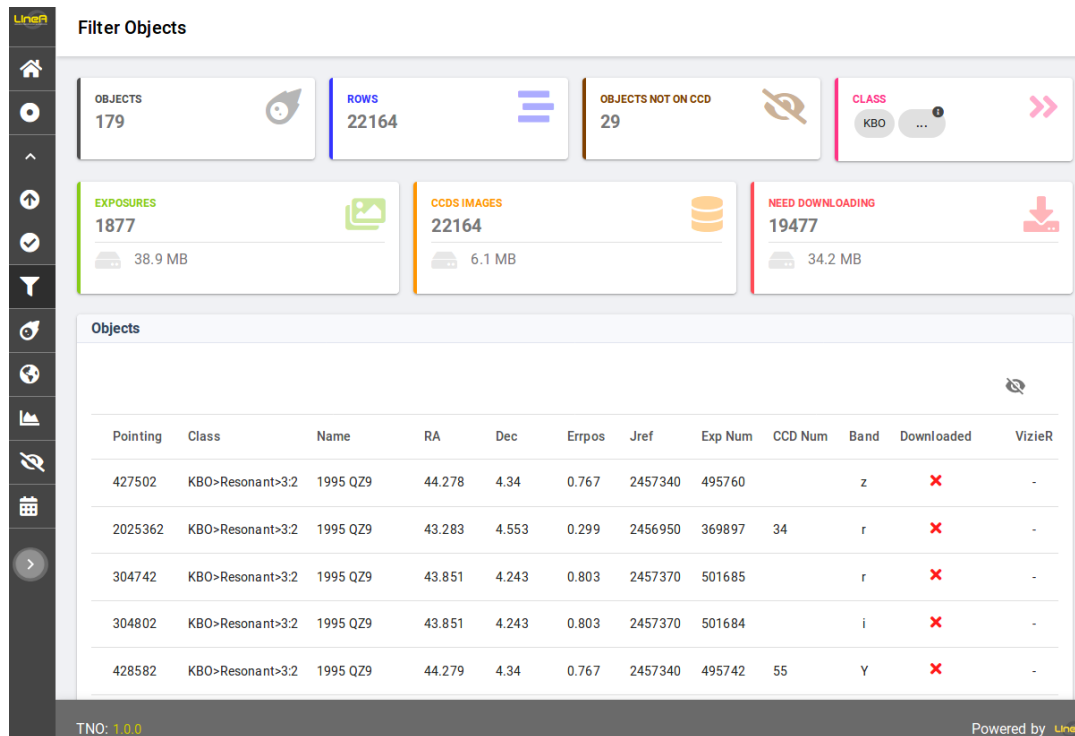 LIneA
Filter Objects
OBJECTS
179
ROWS
22164
OBJECTS NOT ON CCD
29
CLASS
KBO ...
EXPOSURES
1877
38.9 MB
CCDS IMAGES
22164
6.1 MB
NEED DOWNLOADING
19477
34.2 MB
Objects
Pointing Class Name RA Dec Errpos Jref Exp Num CCD Num Band Downloaded VizieR
427502 KBO>Resonant>3:2 1995 QZ9 44.278 4.34 0.767 2457340 495760 z -
2025362 KBO>Resonant>3:2 1995 QZ9 43.283 4.553 0.299 2456950 369897 34 r -
304742 KBO>Resonant>3:2 1995 QZ9 43.851 4.243 0.803 2457370 501685 r -
304802 KBO>Resonant>3:2 1995 QZ9 43.851 4.243 0.803 2457370 501684 i -
428582 KBO>Resonant>3:2 1995 QZ9 44.279 4.34 0.767 2457340 495742 55 Y -
TNO: 1.0.0
Powered by Line